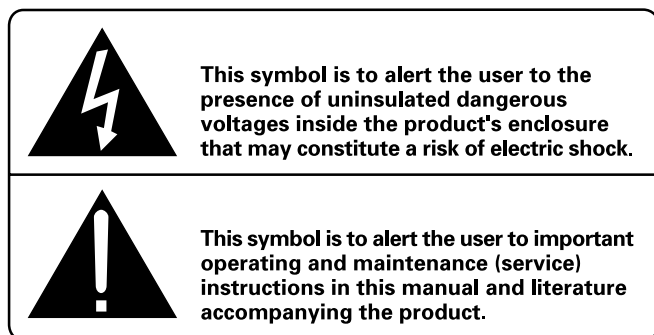 This symbol is to alert the user to the
presence of uninsulated dangerous
voltages inside the product's enclosure
that may constitute a risk of electric shock.
This symbol is to alert the user to important
operating and maintenance (service)
instructions in this manual and literature
accompanying the product.